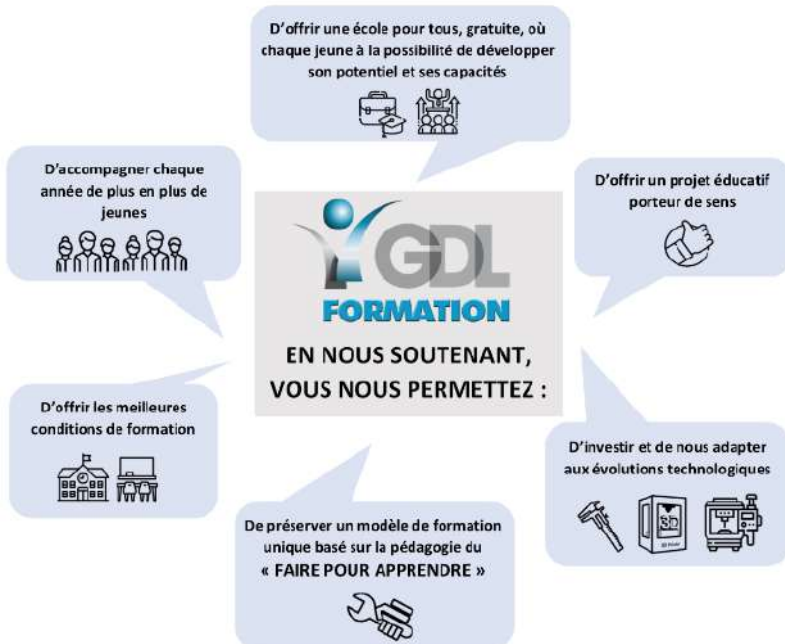 D'offrir une école pour tous, gratuite, où
chaque jeune à la possibilité de développer
son potentiel et ses capacités
D'accompagner chaque
année de plus en plus de
jeunes
D'offrir un projet éducatif
porteur de sens
GDL
FORMATION
EN NOUS SOUTENANT,
VOUS NOUS PERMETTEZ :
D'offrir les meilleures
conditions de formation
D'investir et de nous adapter
aux évolutions technologiques
3D
De préserver un modèle de formation
unique basé sur la pédagogie du
« FAIRE POUR APPRENDRE »